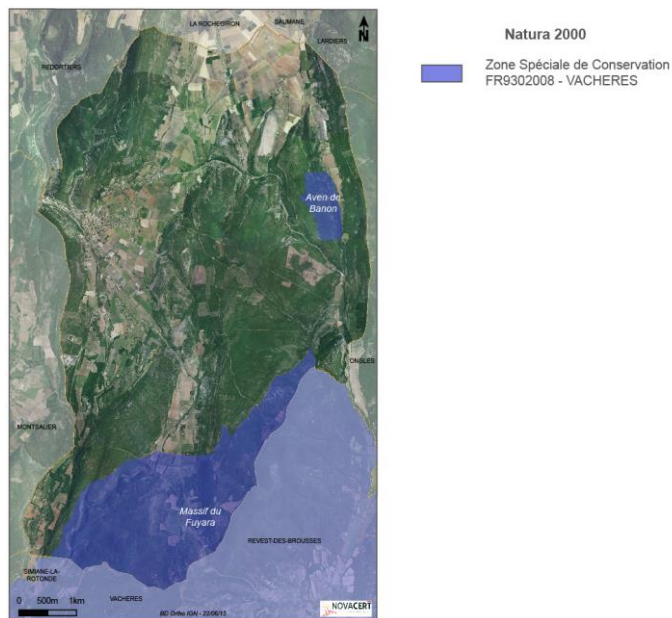 LA ROCHEGIRON
SAUMANE
LARDIERS
REDORTIERS
N
Aven de
Banon
ONGLES
MONTSALIER
Massif du
Fuyara
REVEST-DES-BROUSSES
SIMIANE-LA-
ROTONDE
VACHERES
0 500m 1km
BD Ortho IGN - 22/06/15
NOVACERT
Natura 2000
Zone Spéciale de Conservation
FR9302008 - VACHERES